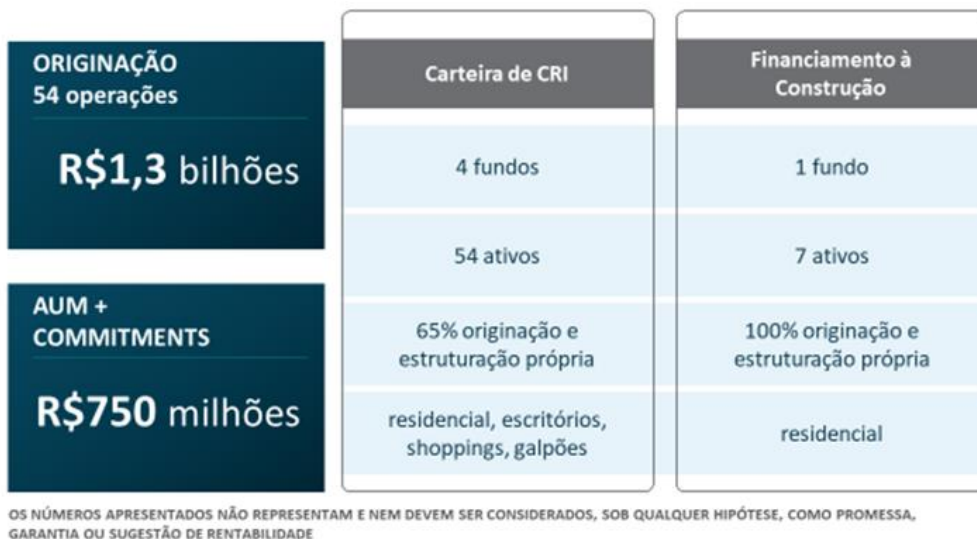 ORIGINAÇÃO
54 operações
R$1,3 bilhões
AUM +
COMMITMENTS
R$750 milhões
Carteira de CRI
4 fundos
54 ativos
65% originação e
estruturação própria
residencial, escritórios,
shoppings, galpões
Financiamento à
Construção
1 fundo
7 ativos
100% originação e
estruturação própria
residencial
OS NÚMEROS APRESENTADOS NÃO REPRESENTAM E NEM DEVEM SER CONSIDERADOS, SOB QUALQUER HIPÓTESE, COMO PROMESSA,
GARANTIA OU SUGESTÃO DE RENTABILIDADE